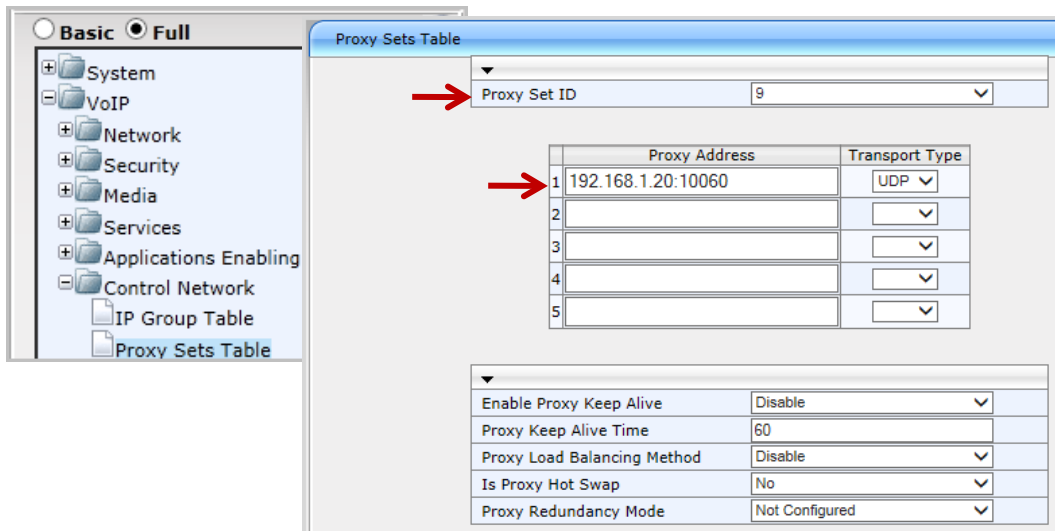 Basic Full
System
VoIP
Network
Security
Media
Services
Applications Enabling
Control Network
IP Group Table
Proxy Sets Table
Proxy Sets Table
Proxy Set ID 9
Proxy Address Transport Type
1 192.168.1.20:10060 UDP
2
3
4
5
Enable Proxy Keep Alive Disable
Proxy Keep Alive Time 60
Proxy Load Balancing Method Disable
Is Proxy Hot Swap No
Proxy Redundancy Mode Not Configured